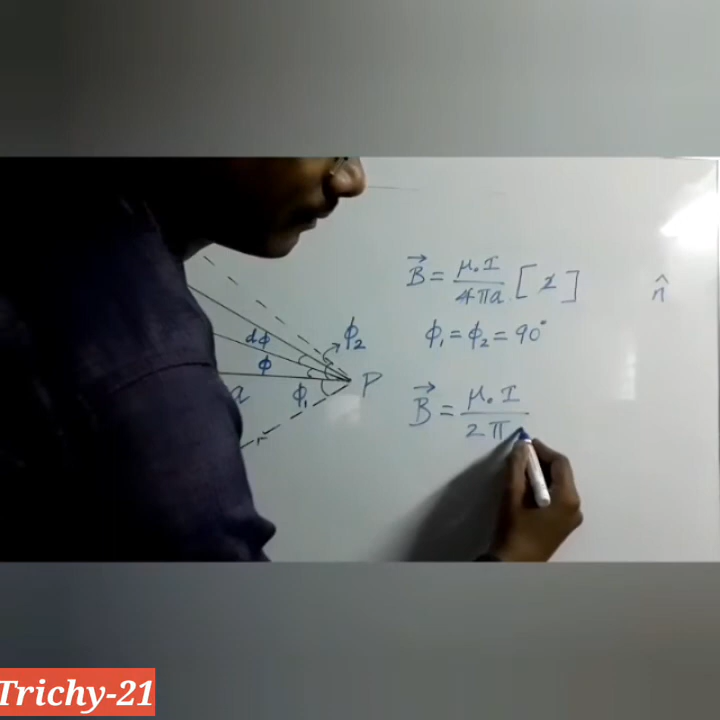 B⃗ = μ₀I / 4πa [ 2 ] n̂
ϕ₁ = ϕ₂ = 90°
dϕ
ϕ₂
ϕ
a
ϕ₁
P
B⃗ = μ₀I / 2π
Trichy-21